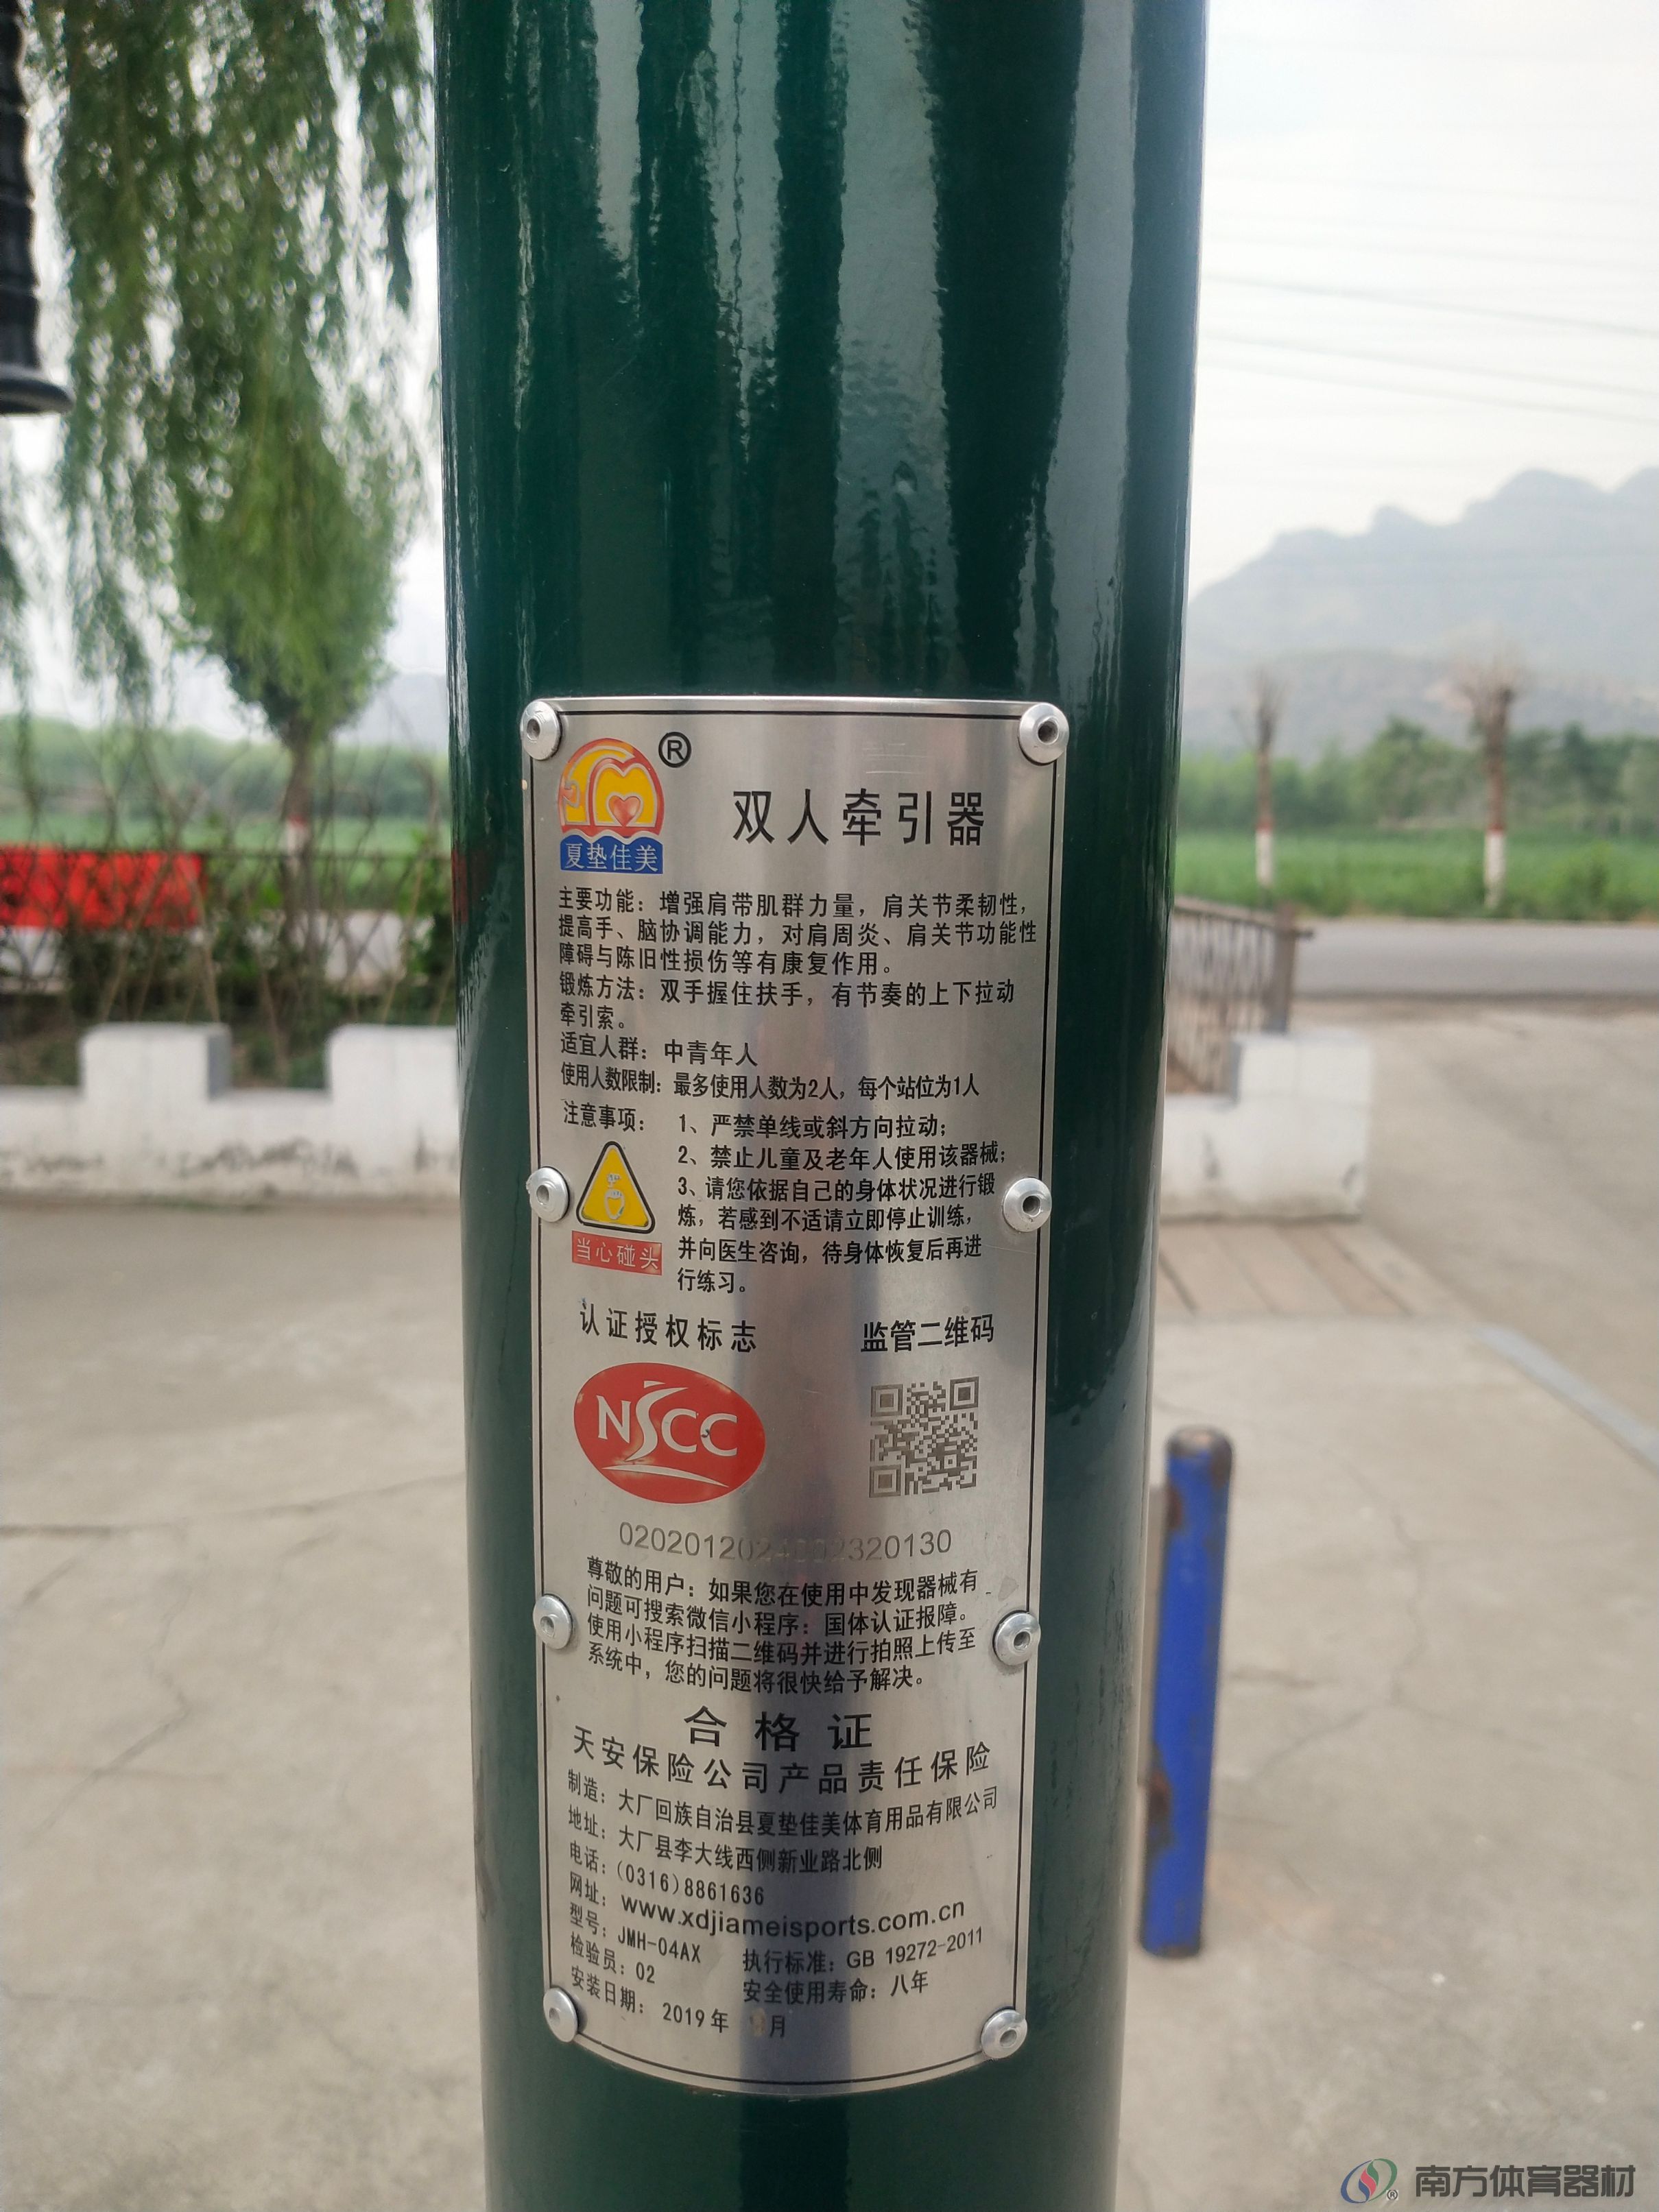 ®
夏垫佳美
双人牵引器
主要功能：增强肩带肌群力量，肩关节柔韧性，
提高手、脑协调能力，对肩周炎、肩关节功能性
障碍与陈旧性损伤等有康复作用。
锻炼方法：双手握住扶手，有节奏的上下拉动
牵引索。
适宜人群：中青年人
使用人数限制：最多使用人数为2人，每个站位为1人
注意事项：
1、严禁单线或斜方向拉动；
2、禁止儿童及老年人使用该器械；
3、请您依据自己的身体状况进行锻
炼，若感到不适请立即停止训练，
并向医生咨询，待身体恢复后再进
行练习。
当心碰头
认证授权标志
监管二维码
NSCC
尊敬的用户：如果您在使用中发现器械有
问题可搜索微信小程序：国体认证报障。
使用小程序扫描二维码并进行拍照上传至
系统中，您的问题将很快给予解决。
合格证
天安保险公司产品责任保险
制造：大厂回族自治县夏垫佳美体育用品有限公司
地址：大厂县李大线西侧新业路北侧
电话：(0316)8861636
网址：www.xdjiameisports.com.cn
型号：JMH-04AX 执行标准：GB 19272-2011
检验员：02 安全使用寿命：八年
安装日期：2019年 月
南方体育器材